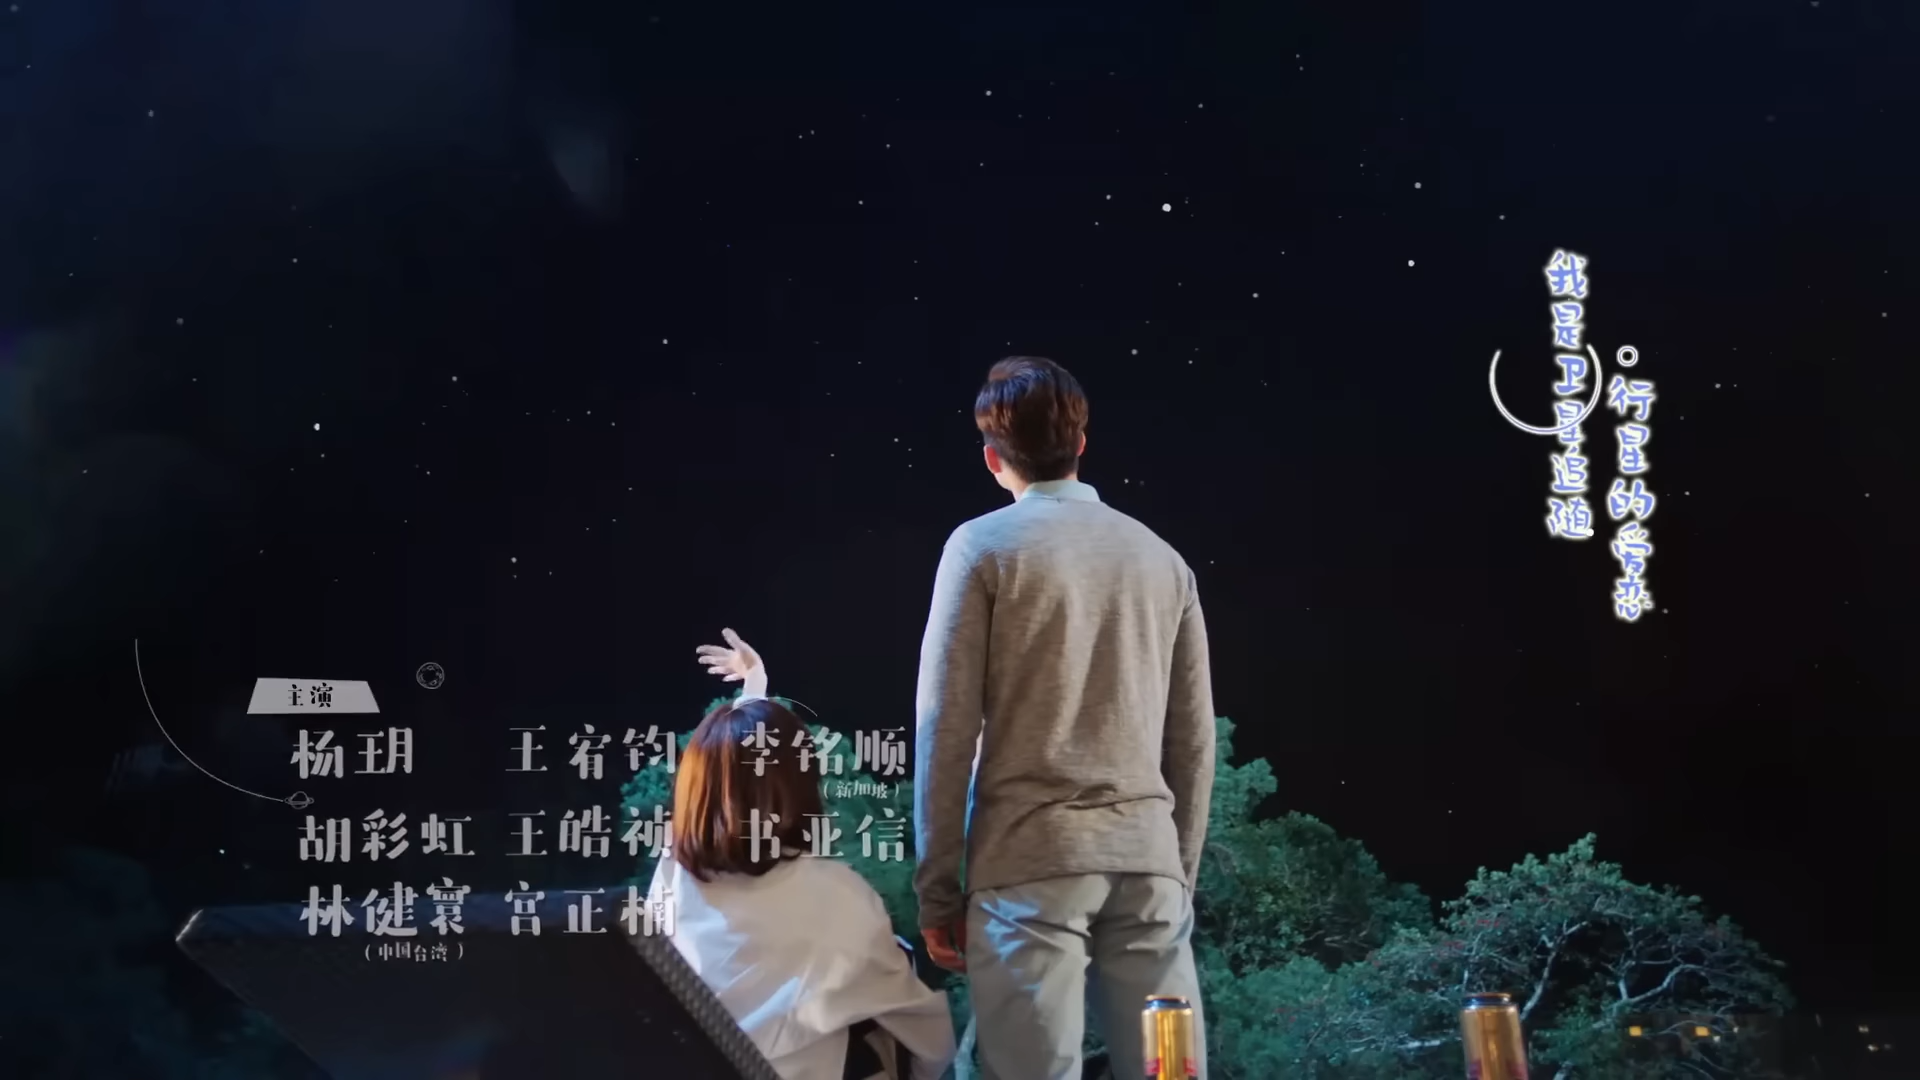 我是卫星追随
行星的爱恋
主演
杨玥 王宥钧 李铭顺
(新加坡)
胡彩虹 王皓祯 书亚信
林健寰 宫正楠
(中国台湾)